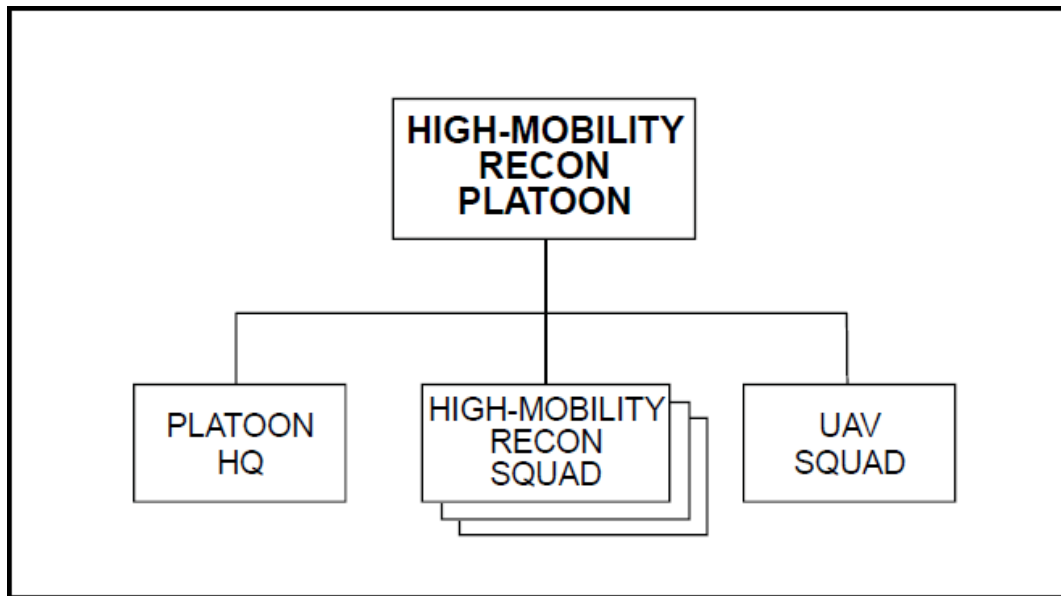 HIGH-MOBILITY
RECON
PLATOON
PLATOON
HQ
HIGH-MOBILITY
RECON
SQUAD
UAV
SQUAD